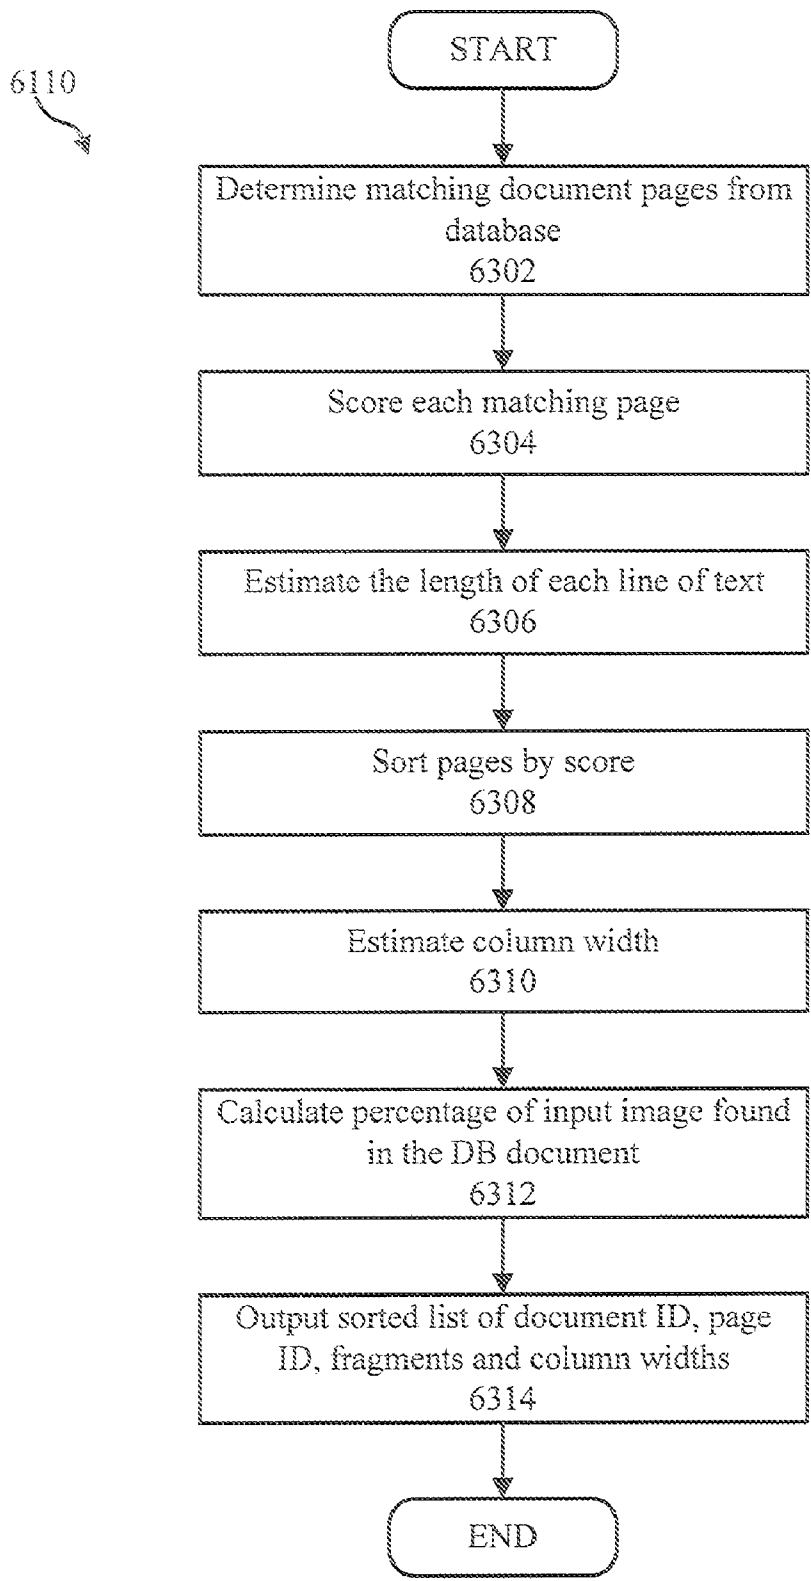 START
6110
Determine matching document pages from
database
6302
Score each matching page
6304
Estimate the length of each line of text
6306
Sort pages by score
6308
Estimate column width
6310
Calculate percentage of input image found
in the DB document
6312
Output sorted list of document ID, page
ID, fragments and column widths
6314
END